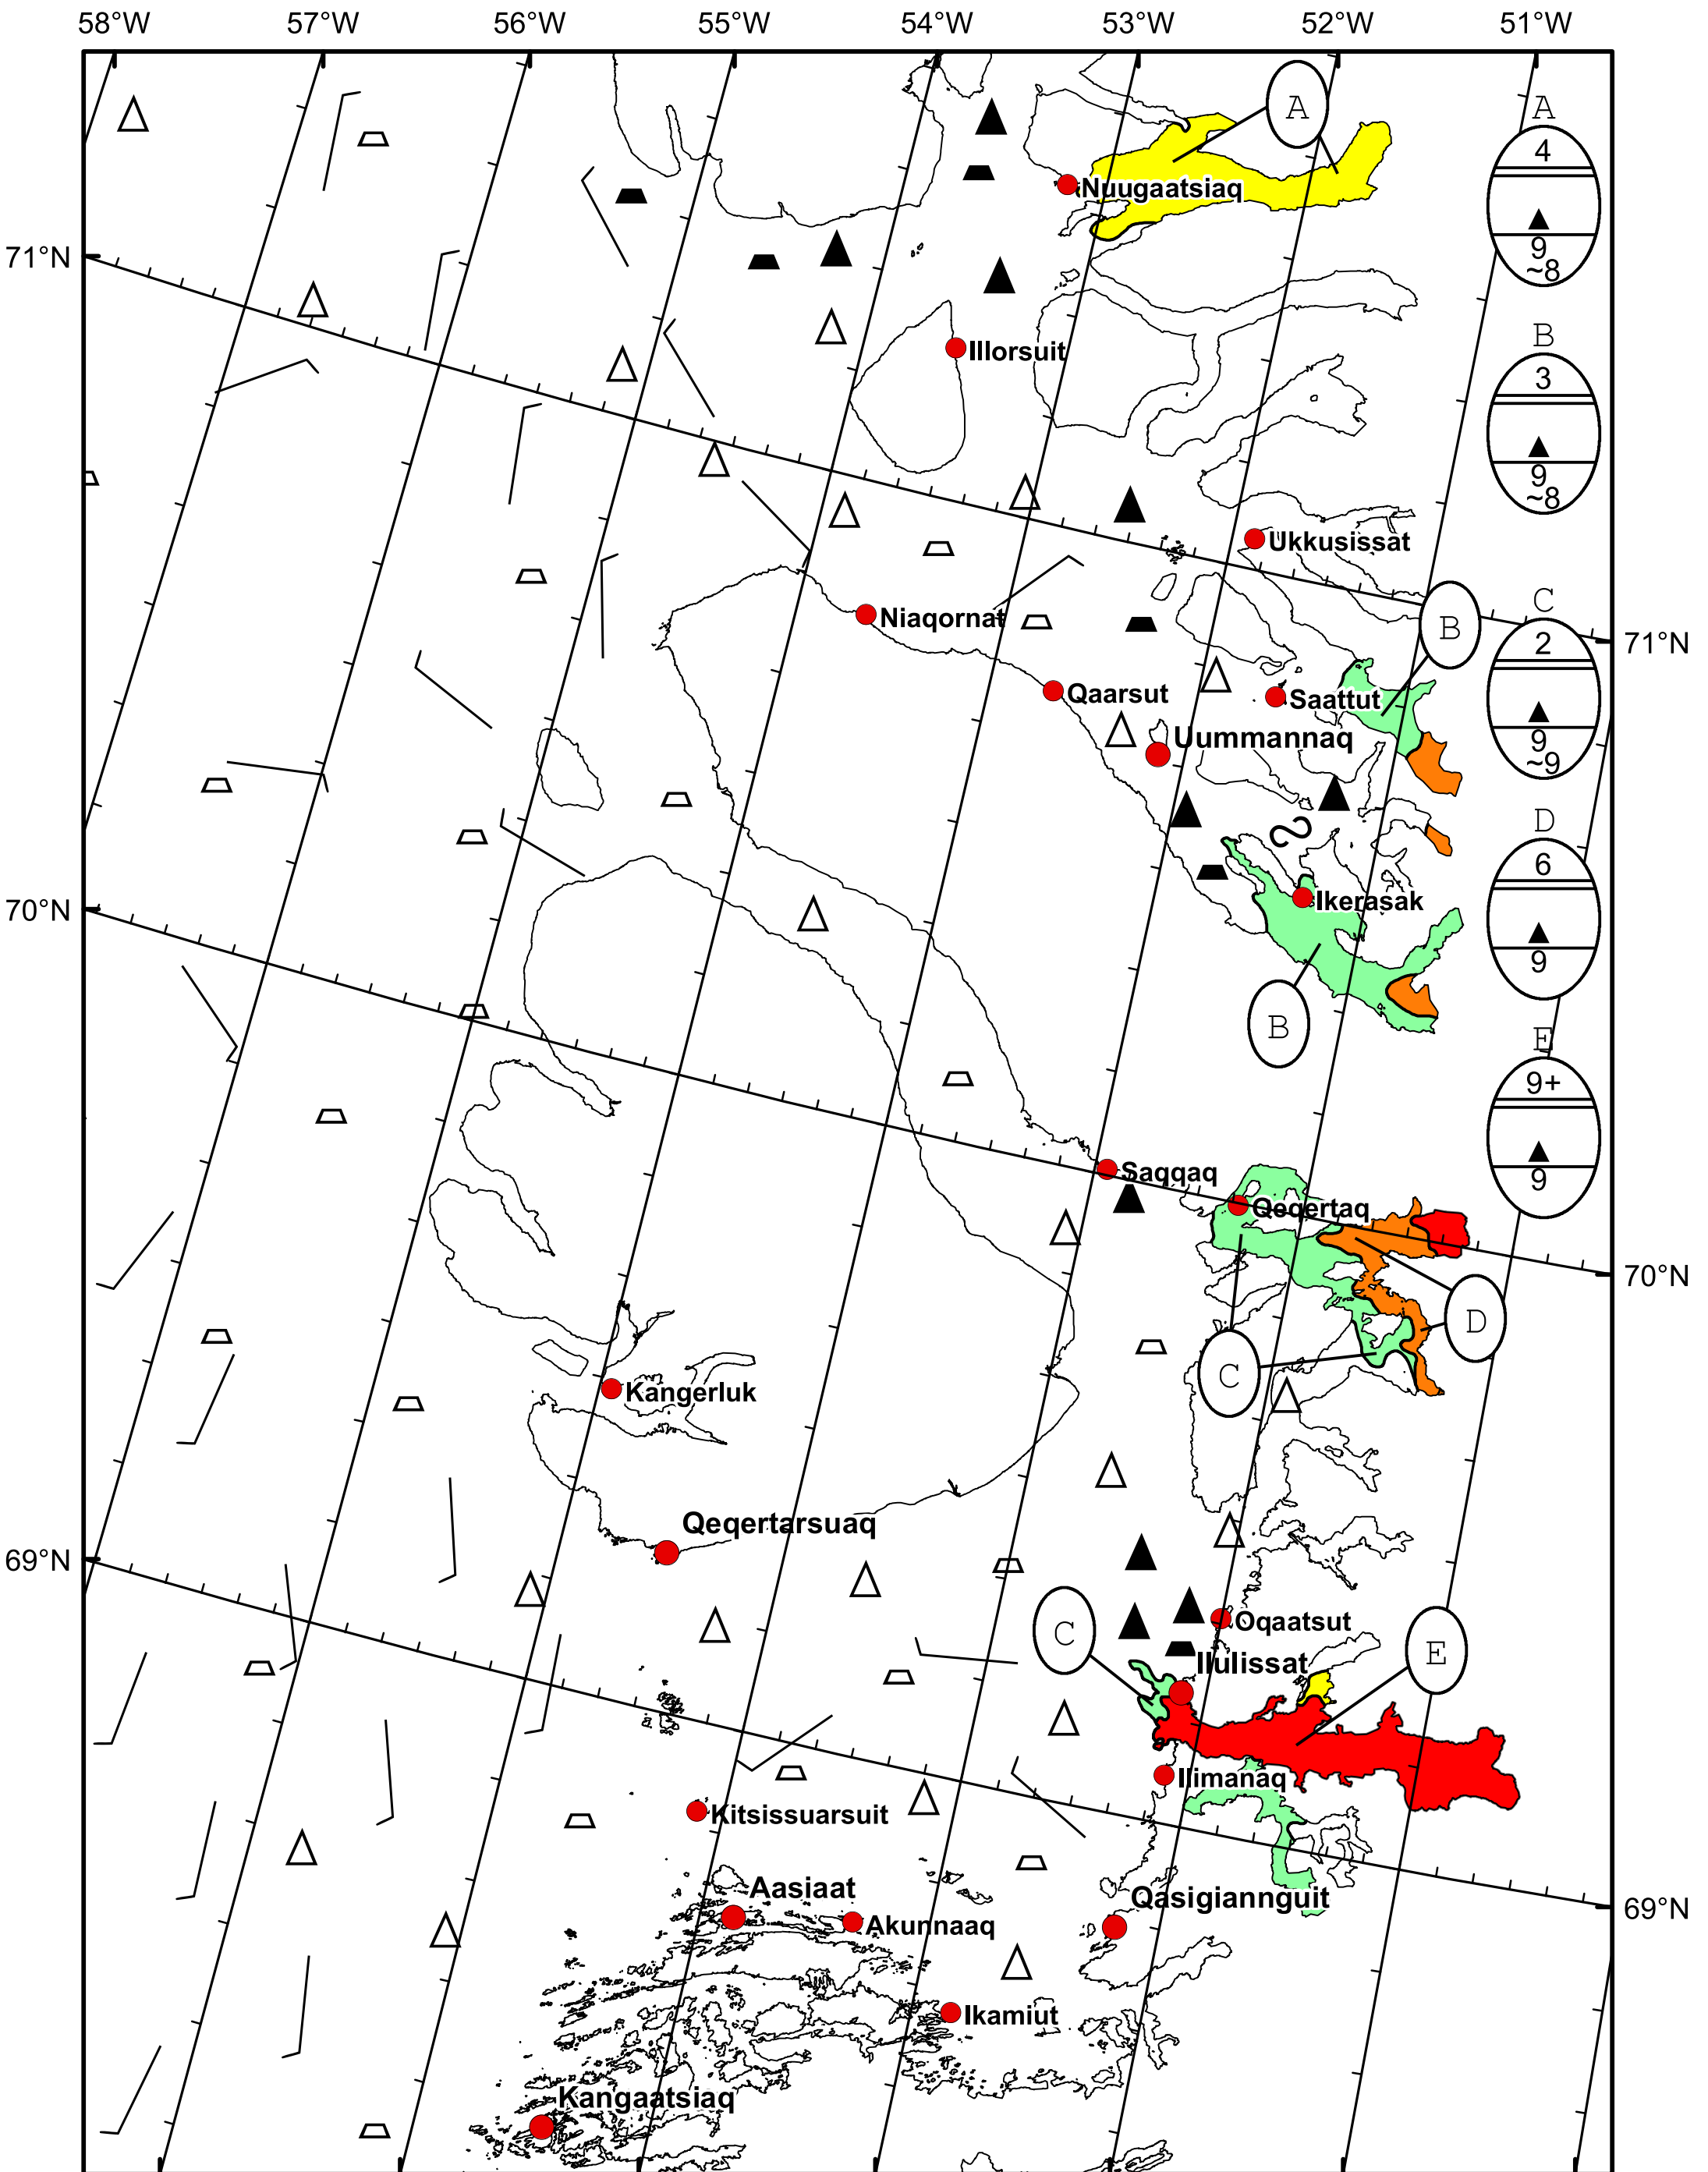 58°W 57°W 56°W 55°W 54°W 53°W 52°W 51°W
A
A
4
Nuugaatsiaq
9
~8
71°N
B
Illorsuit
3
9
~8
Ukkusissat
C
Niaqornat
B
2
71°N
Qaarsut
Saattut
Uummannaq
9
~9
D
6
Ikerasak
70°N
9
B
E
9+
Saqqaq
9
Qeqertaq
70°N
D
C
Kangerluk
Qeqertarsuaq
69°N
Oqaatsut
C
E
Ilulissat
Ilimanaq
Kitsissuarsuit
Aasiaat
Qasigiannguit
69°N
Akunnaaq
Ikamiut
Kangaatsiaq